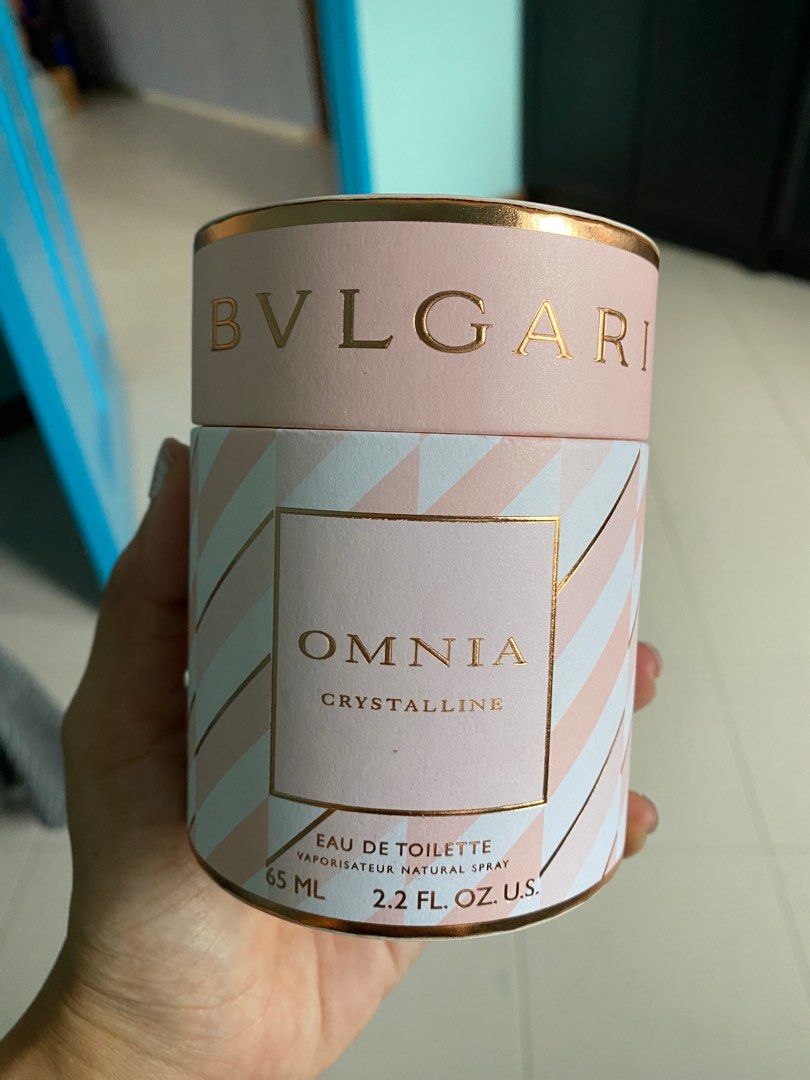 BVLGARI
OMNIA
CRYSTALLINE
EAU DE TOILETTE
VAPORISATEUR NATURAL SPRAY
65 ML 2.2 FL. OZ. U.S.